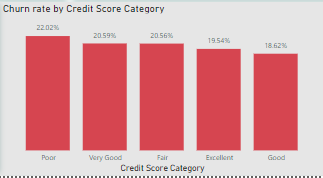 Churn rate by Credit Score Category
22.02%
20.59%
20.56%
19.54%
18.62%
Poor Very Good Fair Excellent Good
Credit Score Category